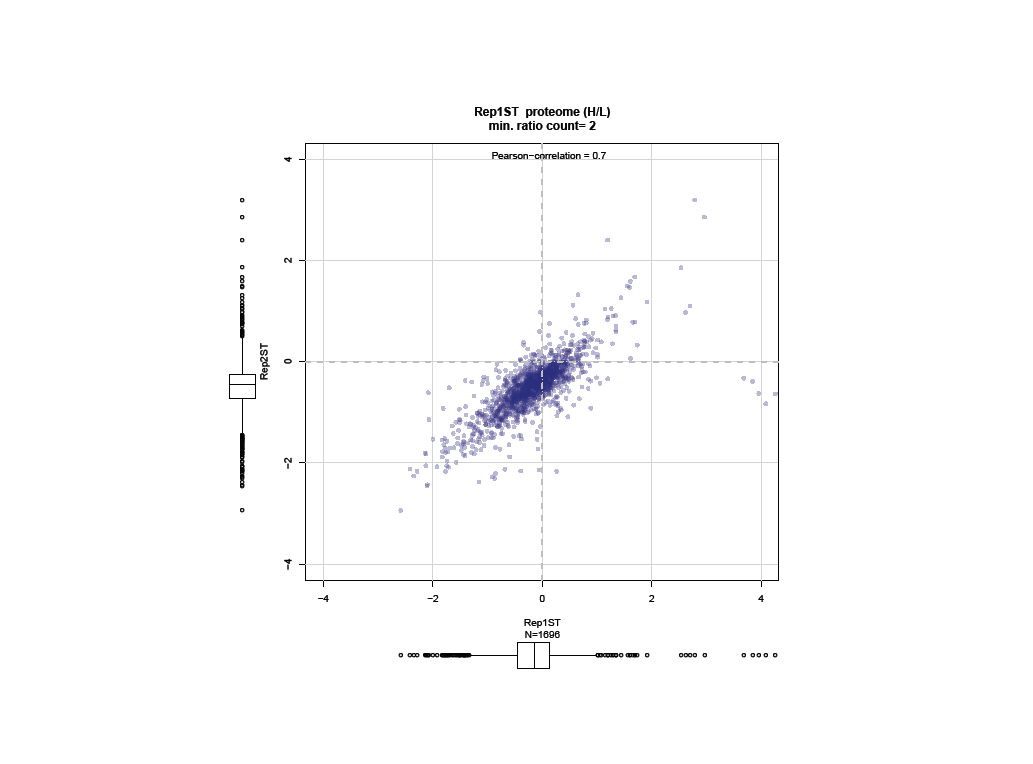 Rep1ST proteome (H/L)
min. ratio count= 2
Pearson−correlation = 0.7
4
2
0
−2
−4
Rep2ST
−4
−2
0
2
4
Rep1ST
N=1696